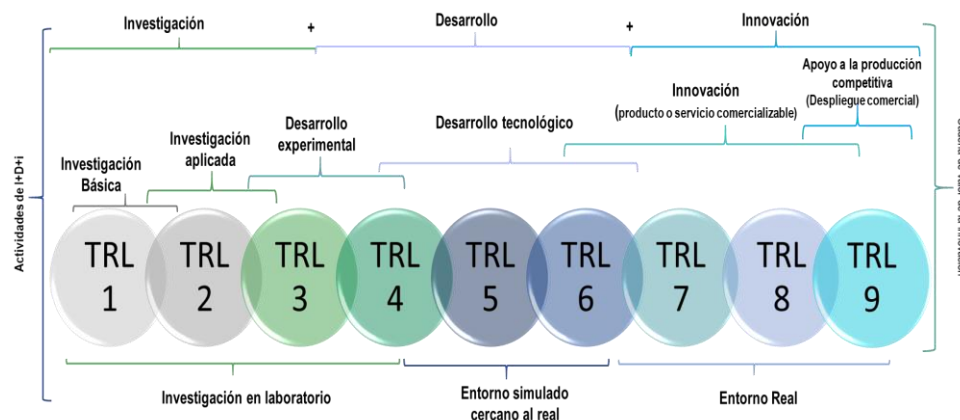 Investigación
+
Desarrollo
+
Innovación
Apoyo a la producción
competitiva
(Despliegue comercial)
Innovación
(producto o servicio comercializable)
Desarrollo tecnológico
Desarrollo
experimental
Investigación
aplicada
Investigación
Básica
Actividades de I+D+i
TRL
1
TRL
2
TRL
3
TRL
4
TRL
5
TRL
6
TRL
7
TRL
8
TRL
9
Investigación en laboratorio
Entorno simulado
cercano al real
Entorno Real